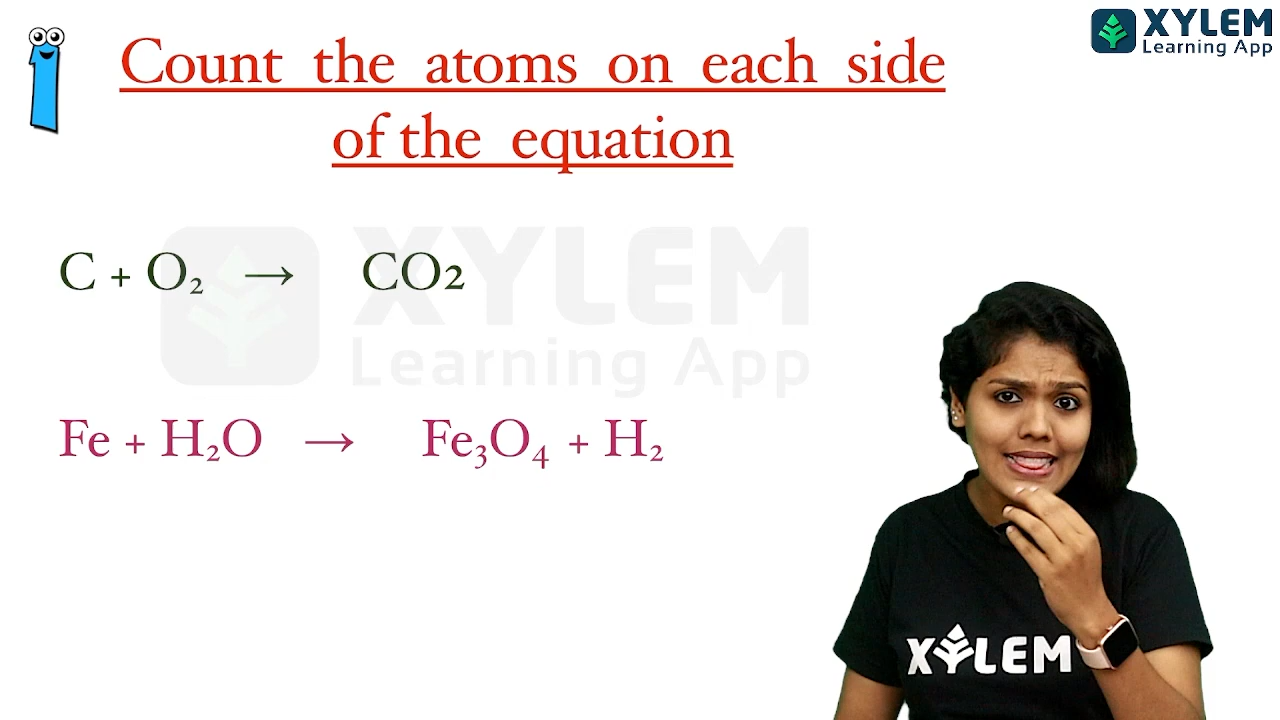 XYLEM
Learning App
1
Count the atoms on each side
of the equation
C + O₂ → CO2
XYLEM
Learning App
Fe + H₂O → Fe₃O₄ + H₂
XYLEM